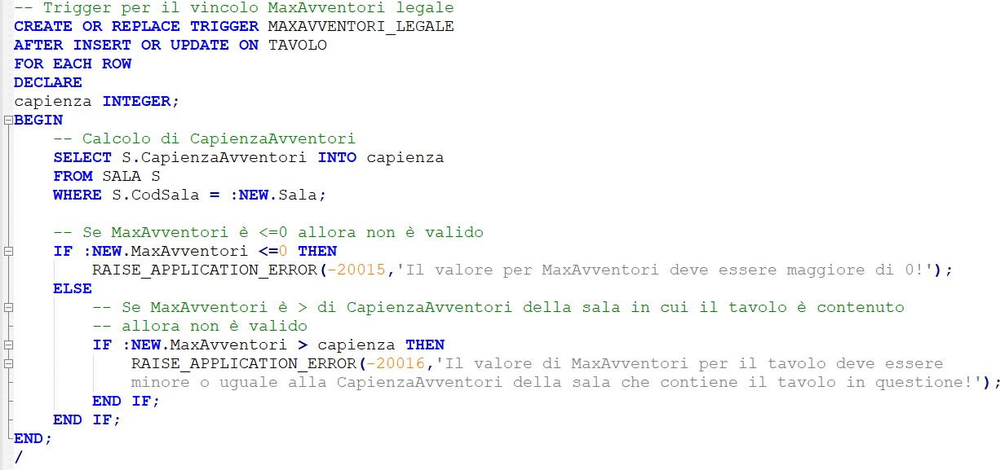 -- Trigger per il vincolo MaxAvventori legale
CREATE OR REPLACE TRIGGER MAXAVVENTORI_LEGALE
AFTER INSERT OR UPDATE ON TAVOLO
FOR EACH ROW
DECLARE
capienza INTEGER;
BEGIN
    -- Calcolo di CapienzaAvventori
    SELECT S.CapienzaAvventori INTO capienza
    FROM SALA S
    WHERE S.CodSala = :NEW.Sala;

    -- Se MaxAvventori è <=0 allora non è valido
    IF :NEW.MaxAvventori <=0 THEN
        RAISE_APPLICATION_ERROR(-20015,'Il valore per MaxAvventori deve essere maggiore di 0!');
    ELSE
        -- Se MaxAvventori è > di CapienzaAvventori della sala in cui il tavolo è contenuto
        -- allora non è valido
        IF :NEW.MaxAvventori > capienza THEN
            RAISE_APPLICATION_ERROR(-20016,'Il valore di MaxAvventori per il tavolo deve essere
            minore o uguale alla CapienzaAvventori della sala che contiene il tavolo in questione!');
        END IF;
    END IF;
END;
/